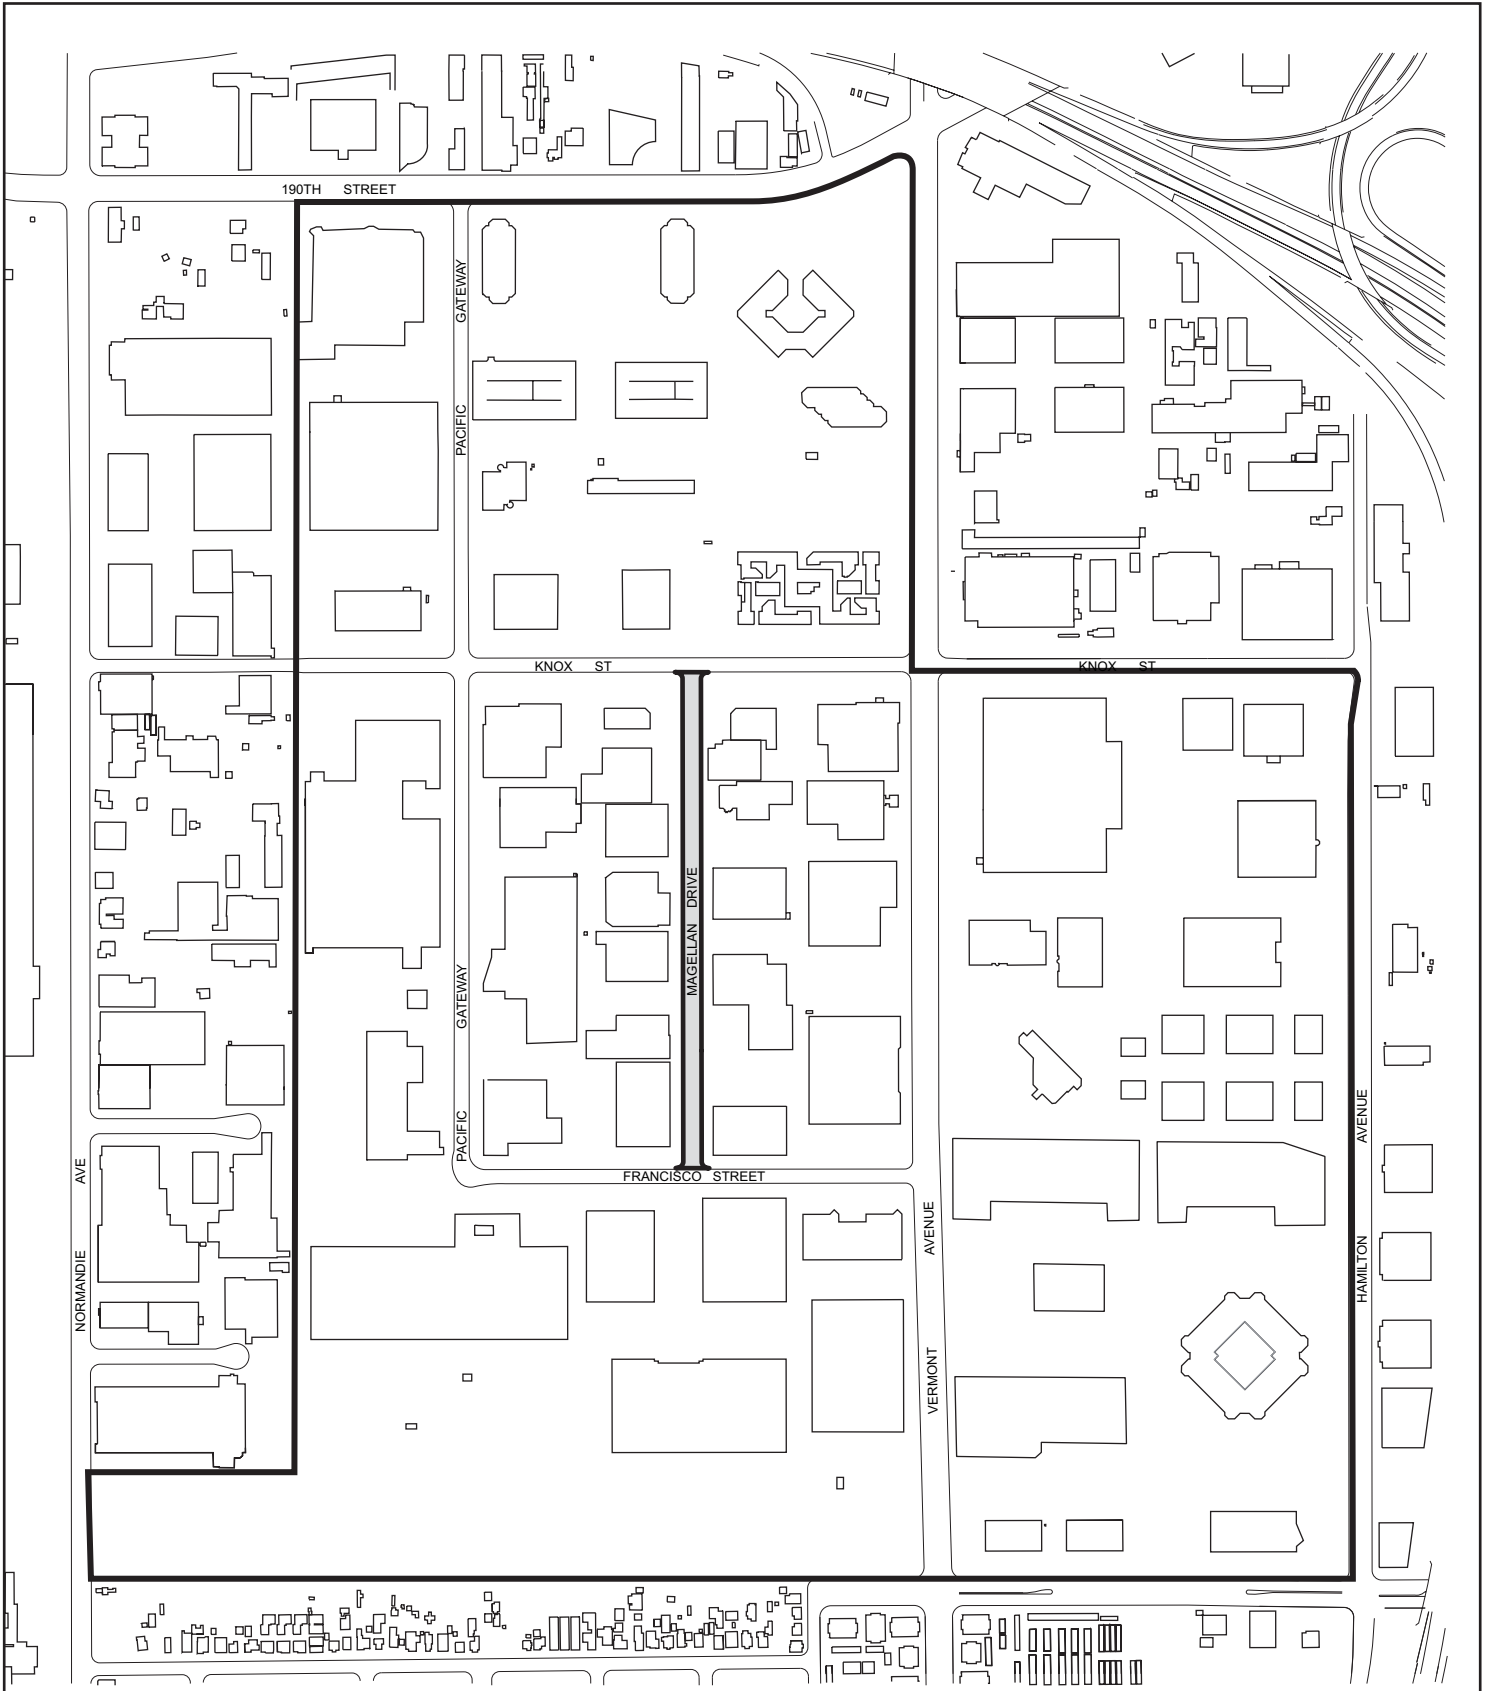 190TH STREET
PACIFIC GATEWAY
KNOX ST
KNOX ST
MAGELLAN DRIVE
PACIFIC GATEWAY
FRANCISCO STREET
NORMANDIE AVE
VERMONT AVENUE
HAMILTON AVENUE